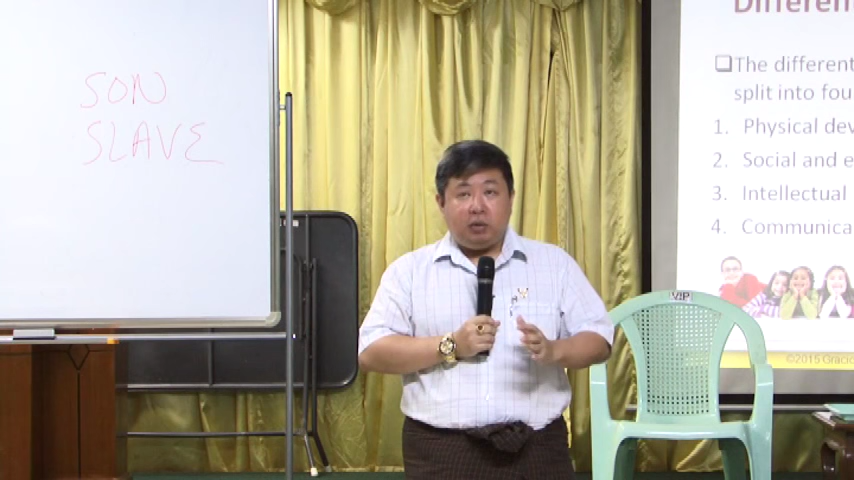 SON
SLAVE
Different
❑The different
split into fou
1. Physical dev
2. Social and e
3. Intellectual
4. Communica
VIP
©2015 Gracio